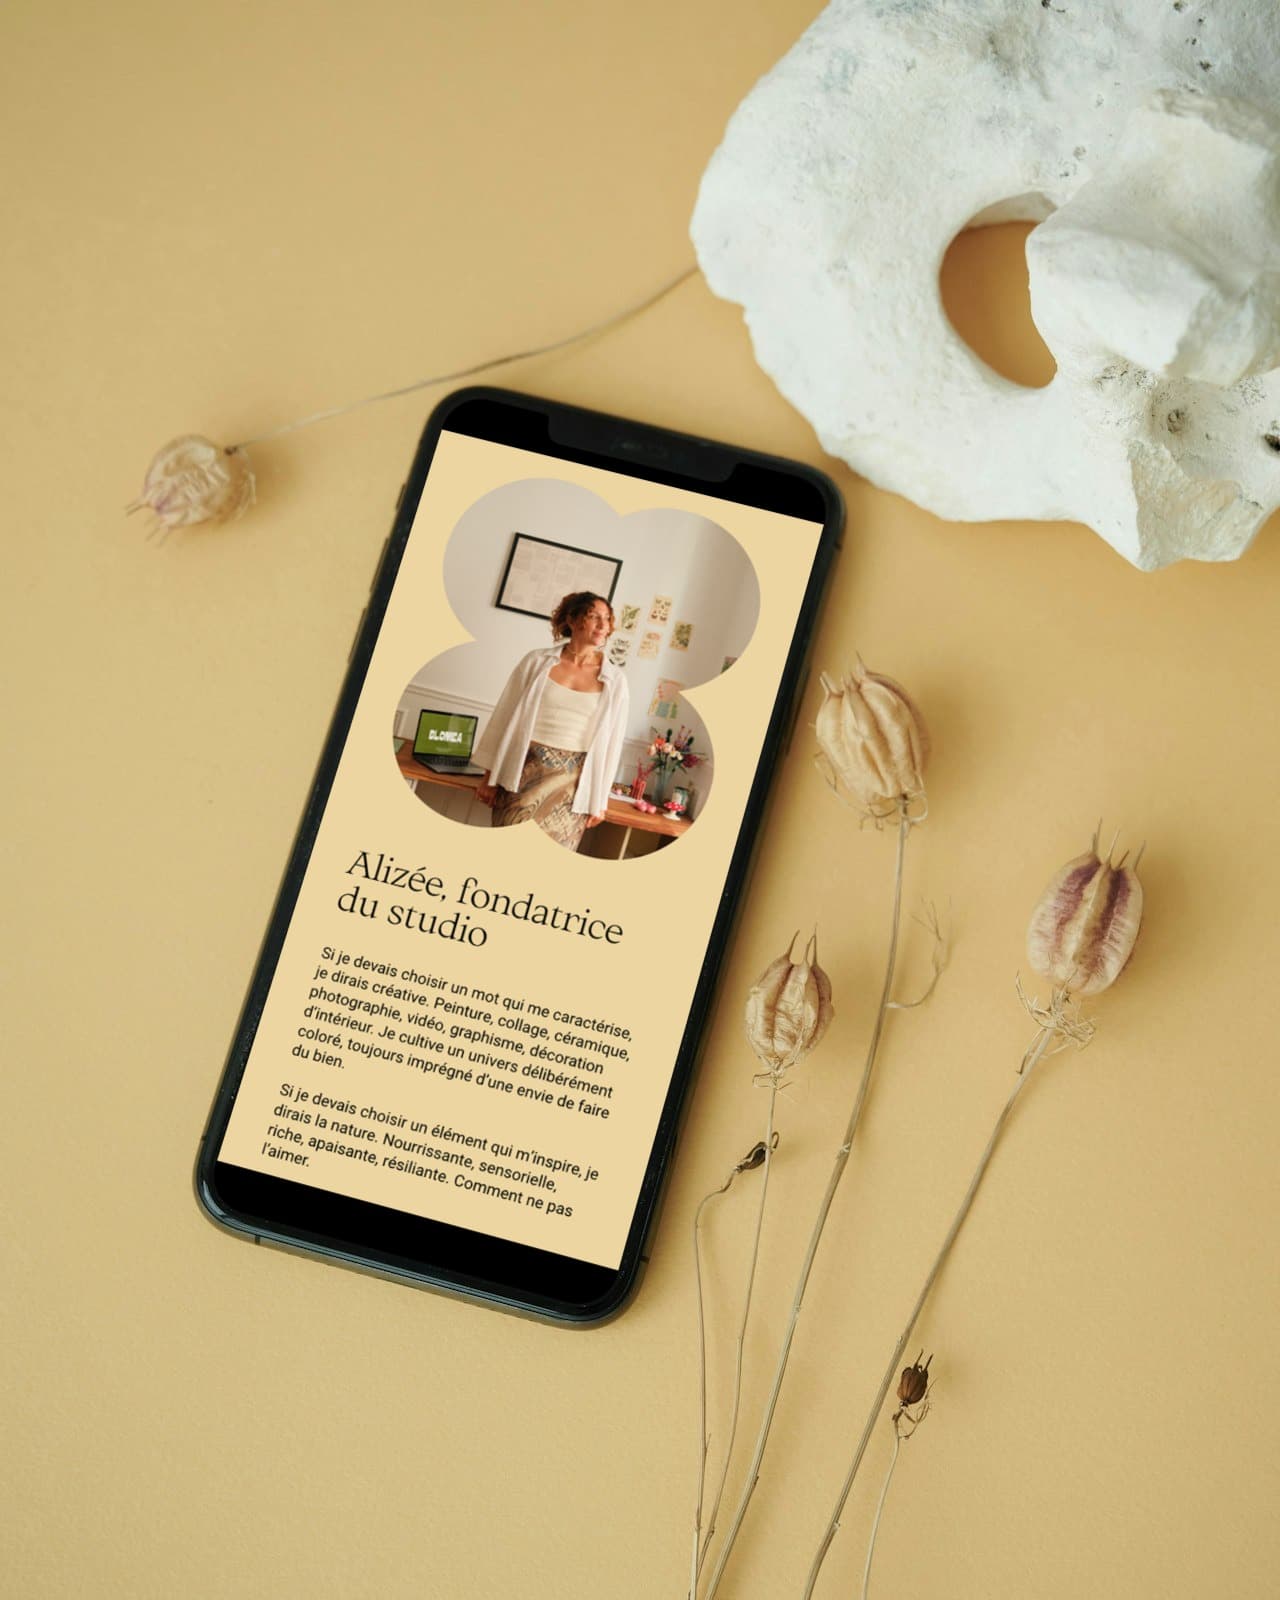 BLOMEA
Alizée, fondatrice
du studio
Si je devais choisir un mot qui me caractérise,
je dirais créative. Peinture, collage, céramique,
photographie, vidéo, graphisme, décoration
d'intérieur. Je cultive un univers délibérément
coloré, toujours imprégné d'une envie de faire
du bien.
Si je devais choisir un élément qui m'inspire, je
dirais la nature. Nourrissante, sensorielle,
riche, apaisante, résiliante. Comment ne pas
l'aimer.